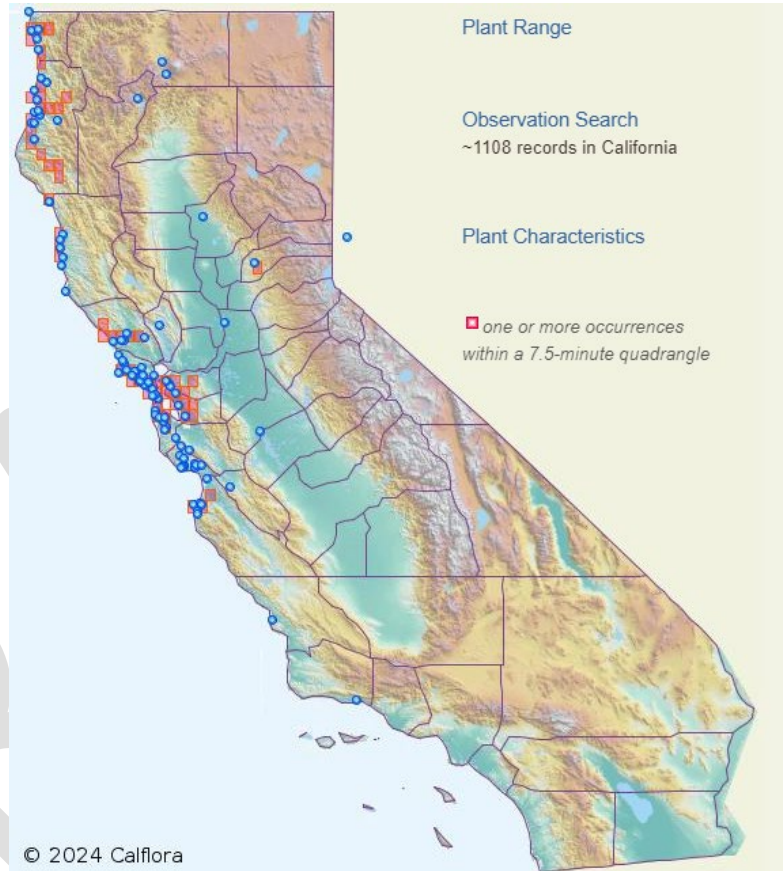 Plant Range
Observation Search
~1108 records in California
Plant Characteristics
one or more occurrences
within a 7.5-minute quadrangle
© 2024 Calflora